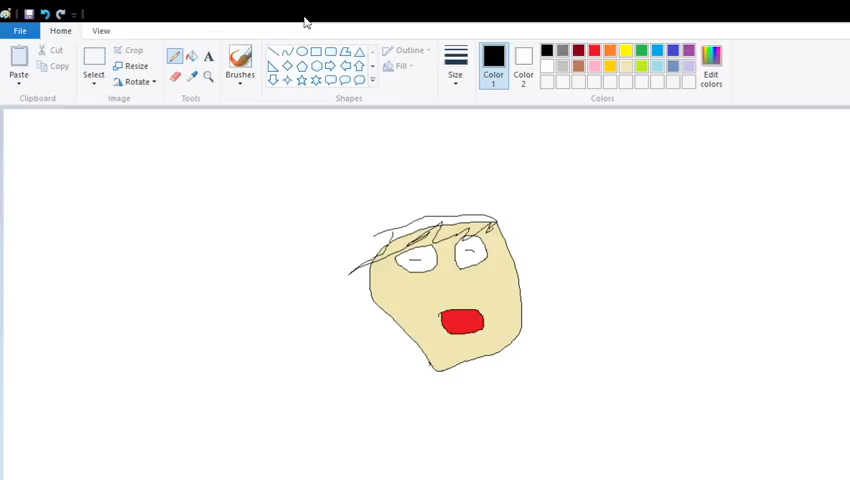 File Home View
Paste Cut Copy Clipboard
Select Crop Resize Rotate Image
A Tools
Brushes
Outline Fill Shapes
Size
Color 1 Color 2 Edit colors Colors